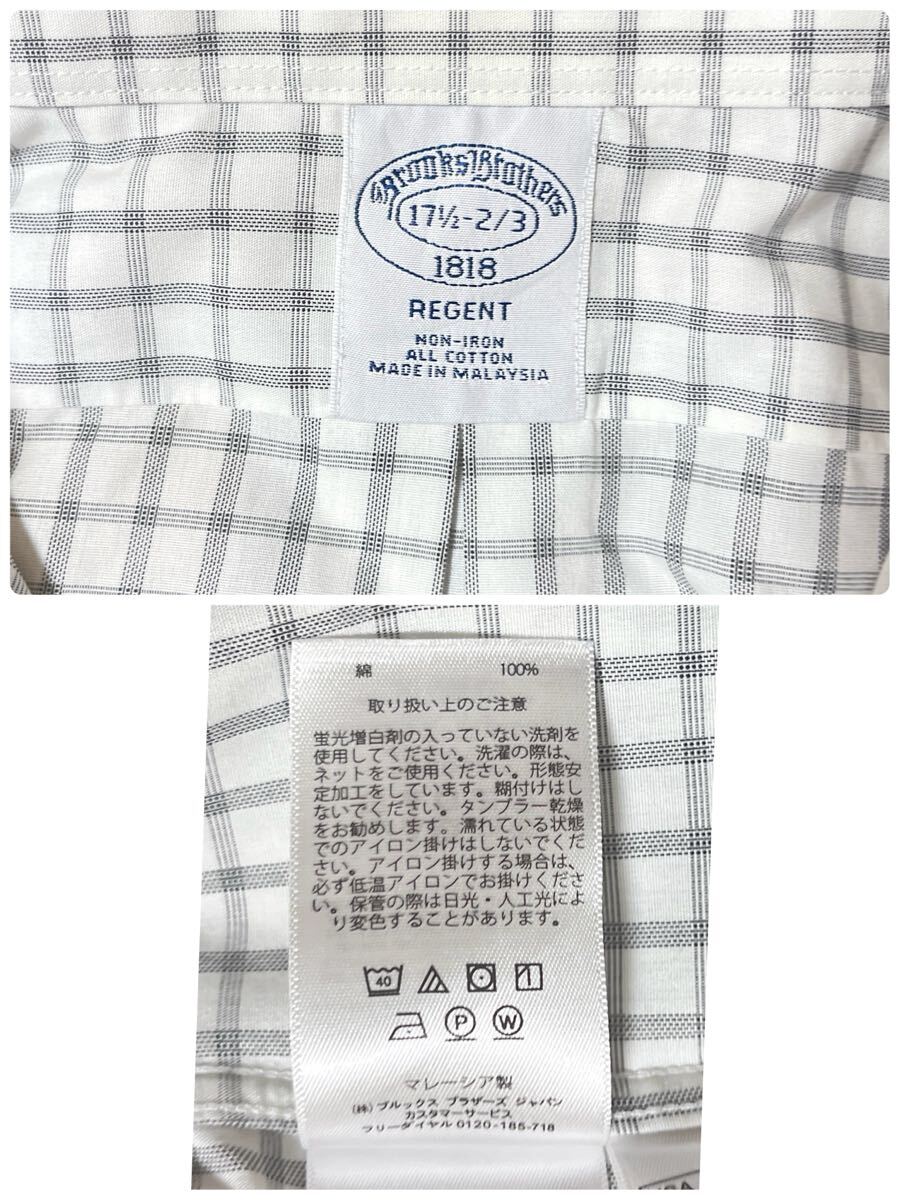 Brooks Brothers
17½-2/3
1818
REGENT
NON-IRON
ALL COTTON
MADE IN MALAYSIA
綿 100%
取り扱い上のご注意
蛍光増白剤の入っていない洗剤を
使用してください。洗濯の際は、
ネットをご使用ください。形態安
定加工をしています。糊付けはし
ないでください。タンブラー乾燥
をお勧めします。濡れている状態
でのアイロン掛けはしないでくだ
さい。アイロン掛けする場合は、
必ず低温アイロンでお掛けくださ
い。保管の際は日光・人工光によ
り変色することがあります。
40
P W
マレーシア製
(株) ブルックス ブラザーズ ジャパン
カスタマーサービス
フリーダイヤル 0120-185-718